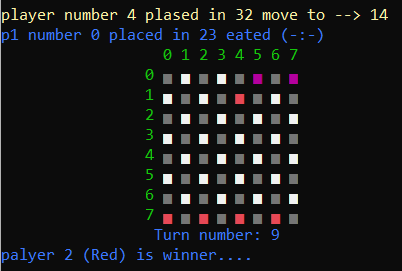 player number 4 plased in 32 move to --> 14
p1 number 0 placed in 23 eated (-:-)
0 1 2 3 4 5 6 7
0
1
2
3
4
5
6
7
Turn number: 9
palyer 2 (Red) is winner....